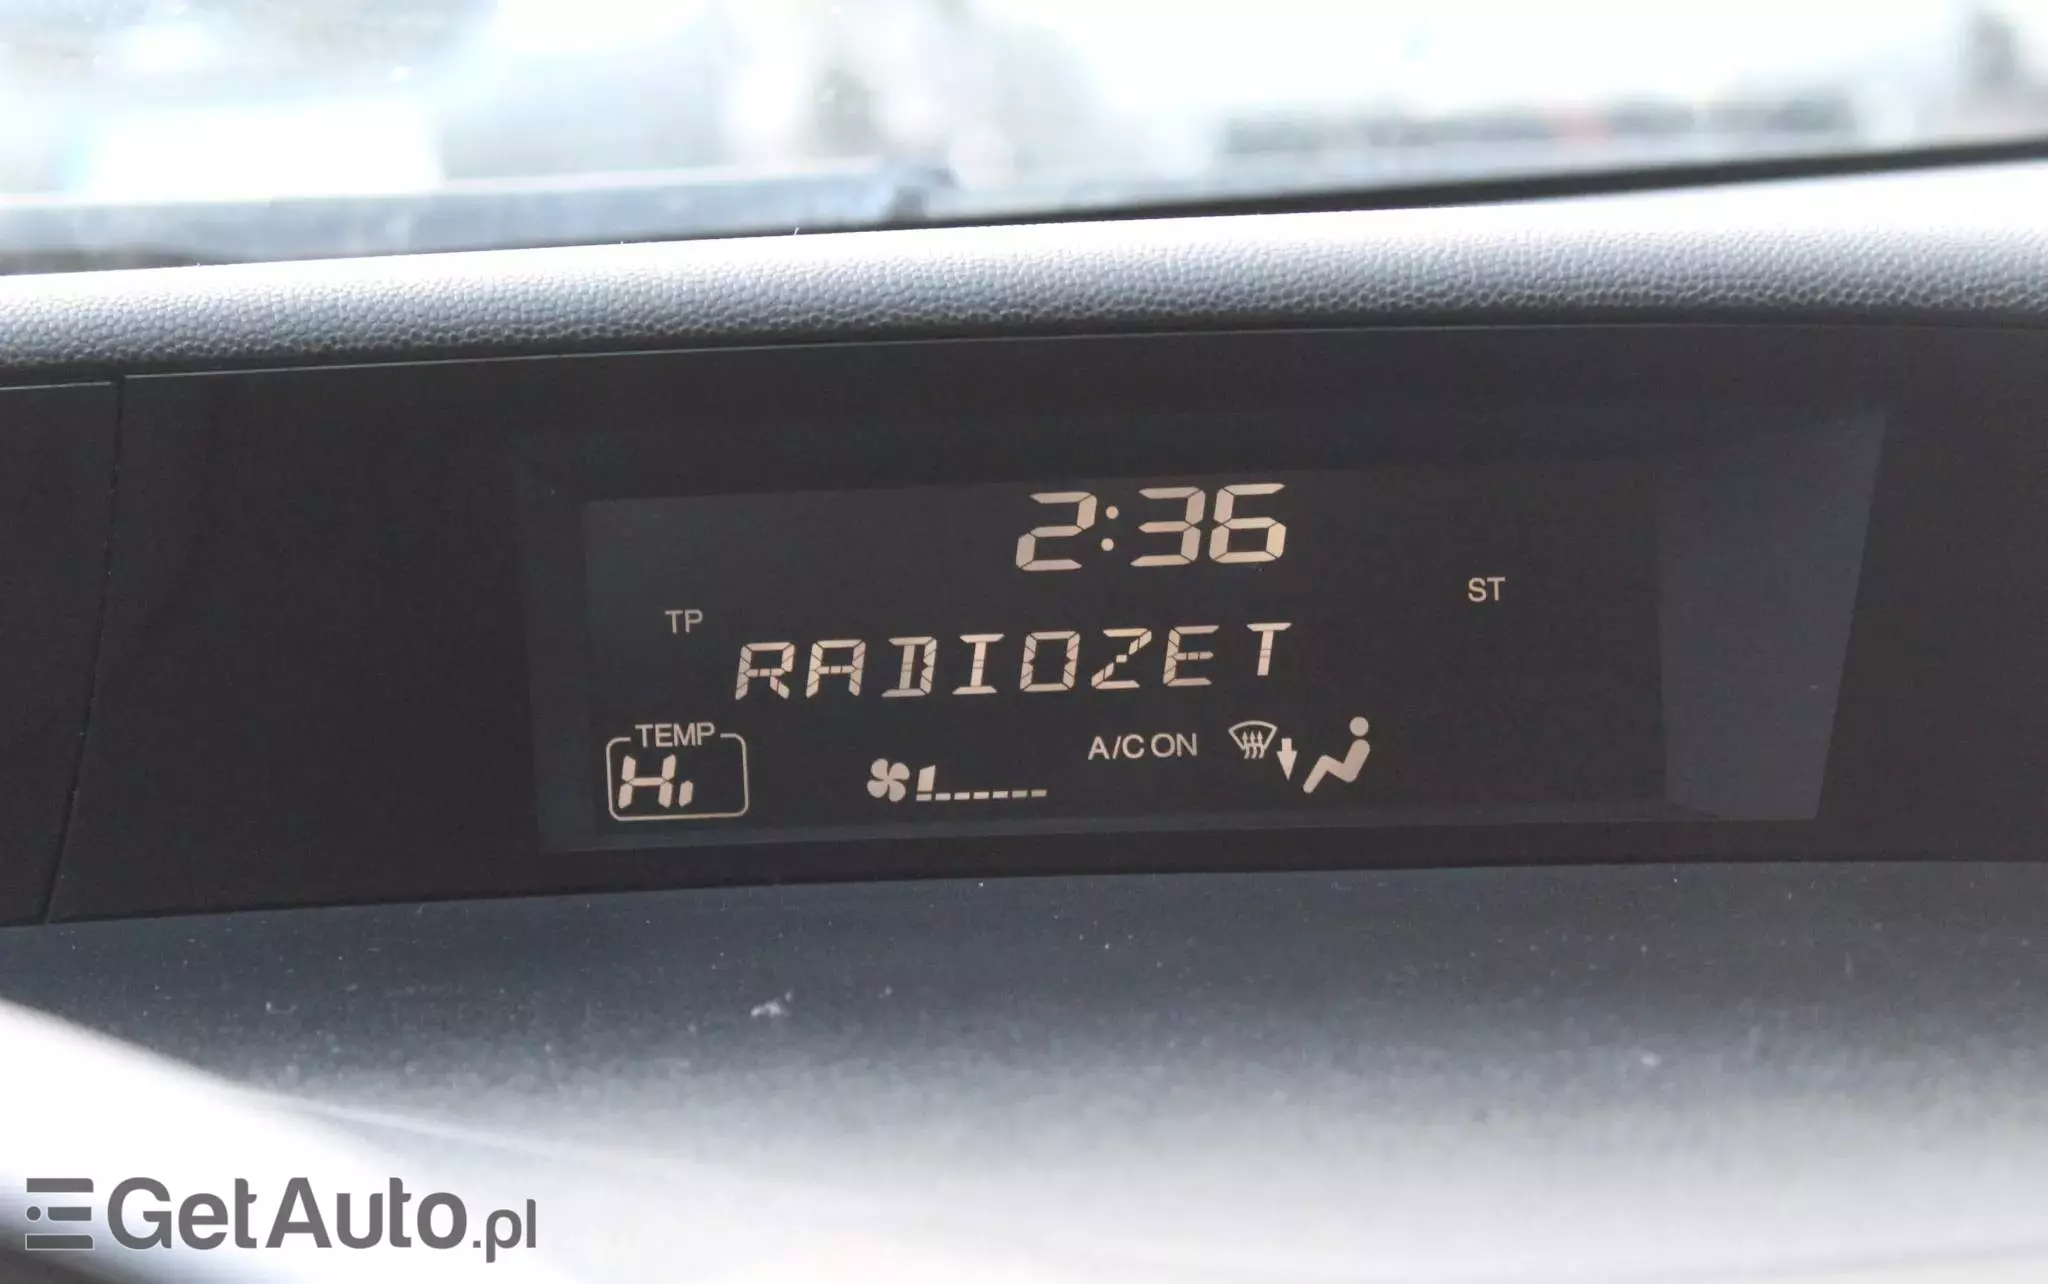 2:36
ST
TP
RADIOZET
TEMP
Hi
A/C ON
GetAuto.pl